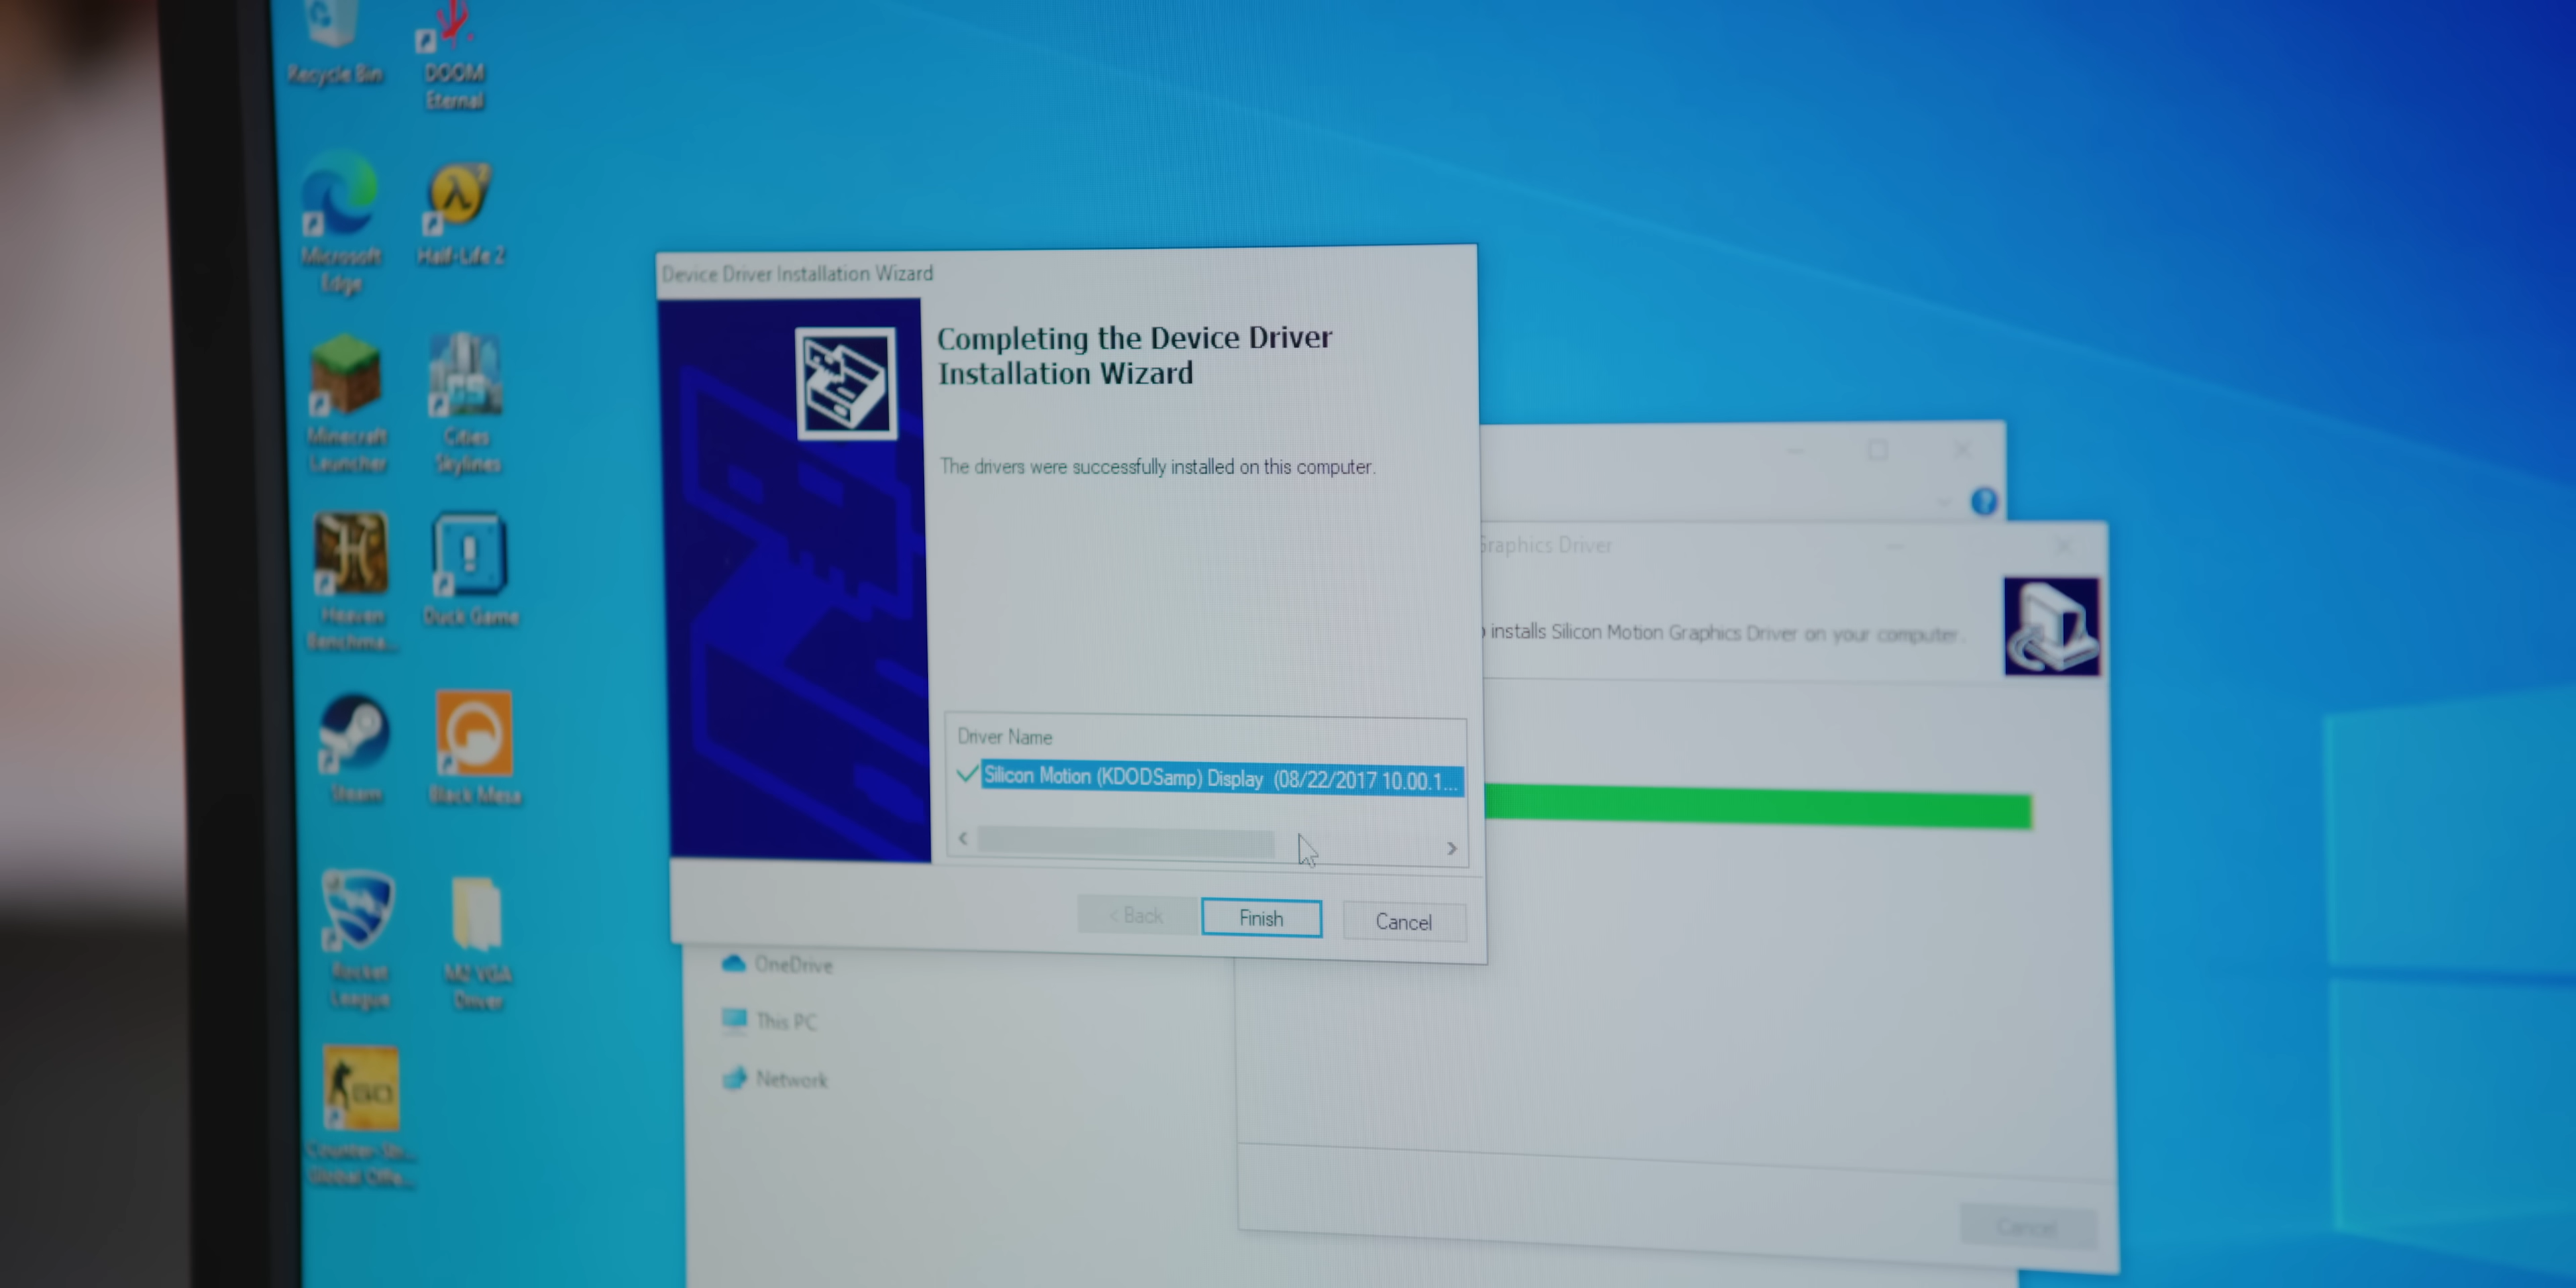 Recycle Bin
DOOM
Eternal
Microsoft
Edge
Half-Life 2
Minecraft
Launcher
Cities
Skylines
Heaven
Benchma...
Duck Game
Steam
Black Mesa
Rocket
League
M2 VGA
Driver
GO
Counter-Str...
Global Offe...
Device Driver Installation Wizard
Completing the Device Driver
Installation Wizard
The drivers were successfully installed on this computer.
Driver Name
Silicon Motion (KDODSamp) Display (08/22/2017 10.00.1...
< Back
Finish
Cancel
Graphics Driver
installs Silicon Motion Graphics Driver on your computer.
Cancel
OneDrive
This PC
Network